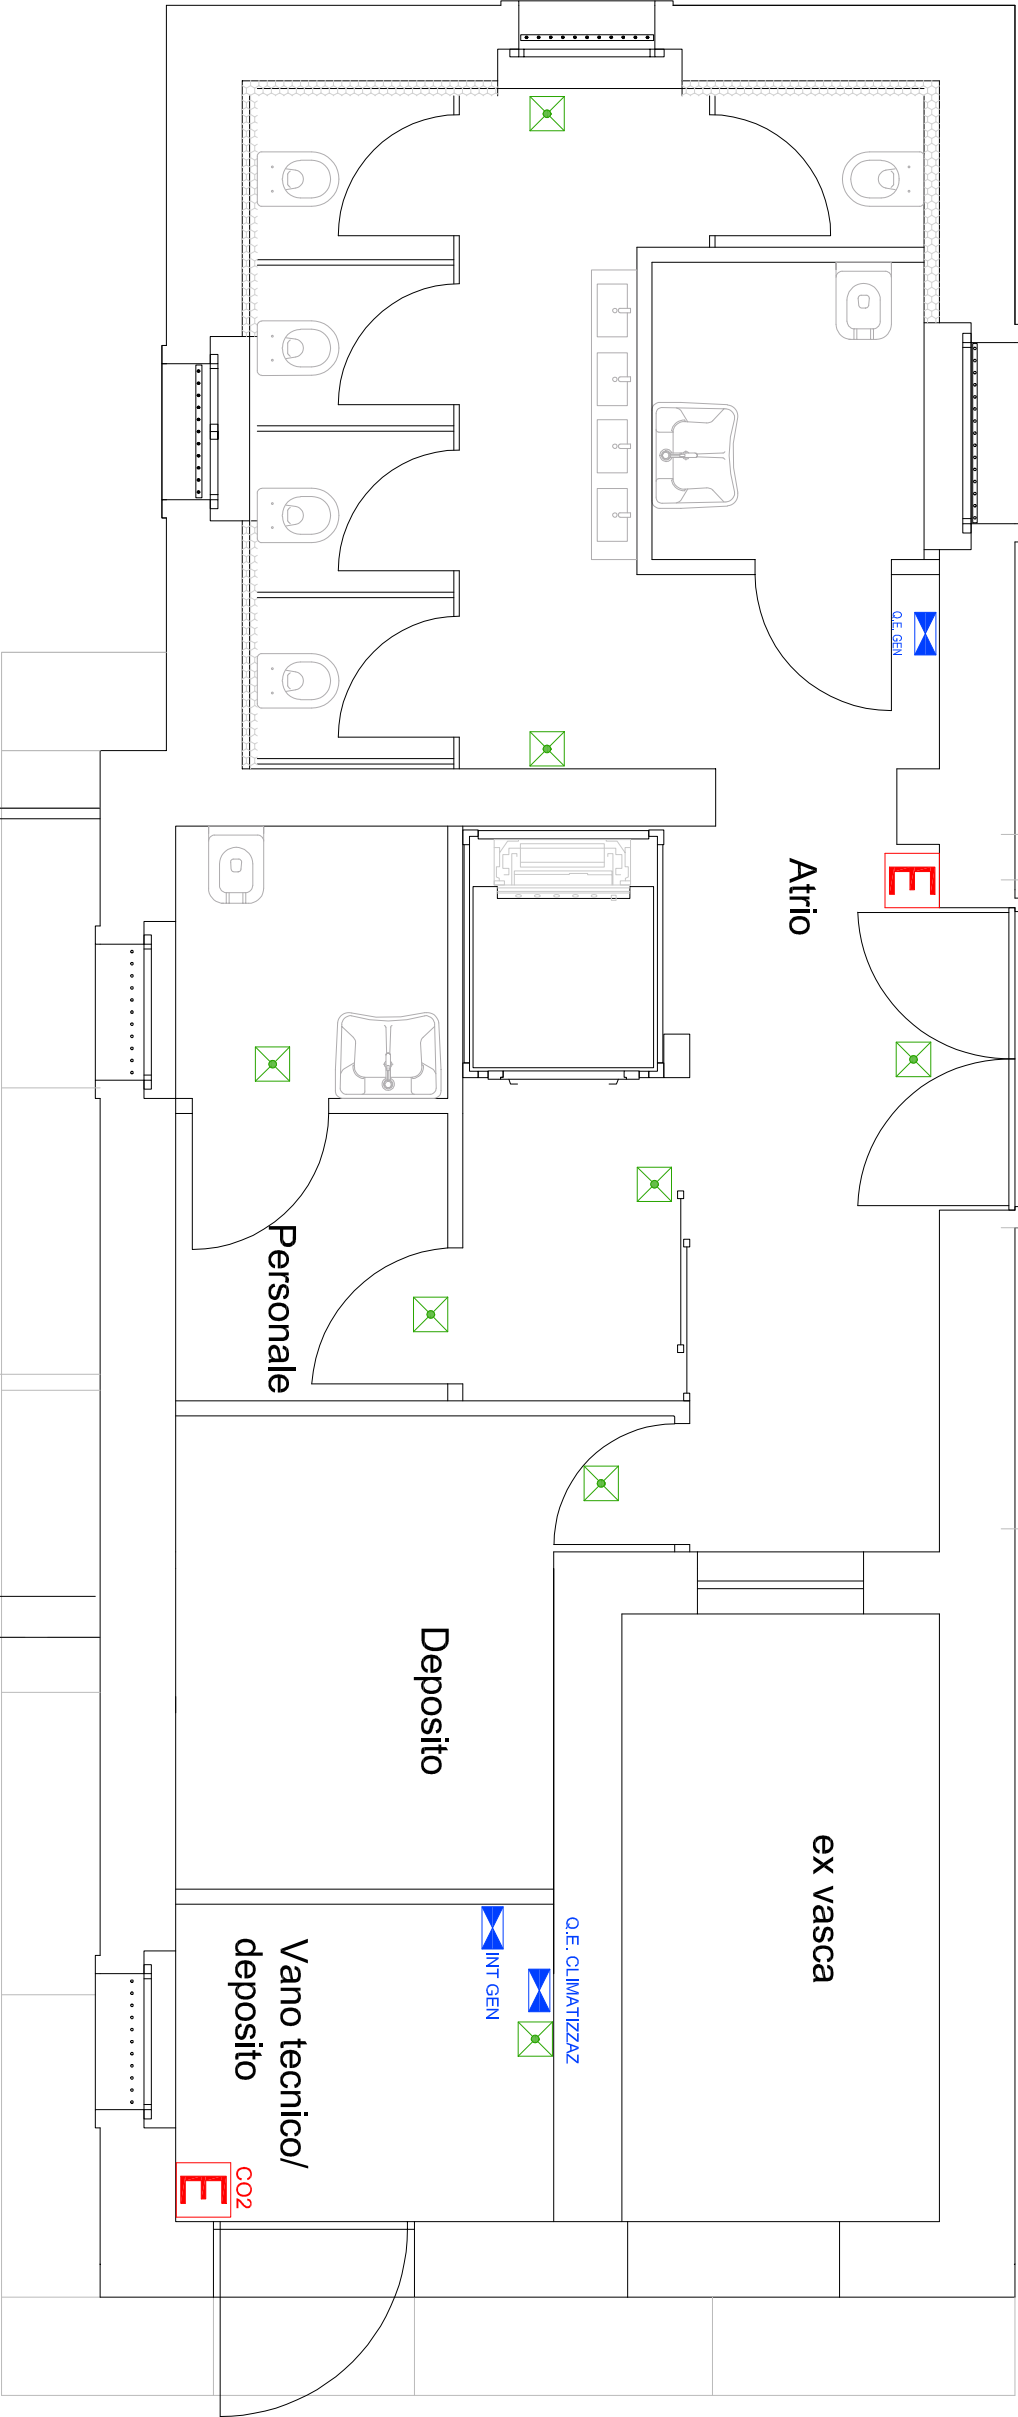 Q.E. GEN
Atrio
E
Personale
Deposito
ex vasca
Q.E. CLIMATIZZAZ
INT GEN
Vano tecnico/
deposito
CO2
E